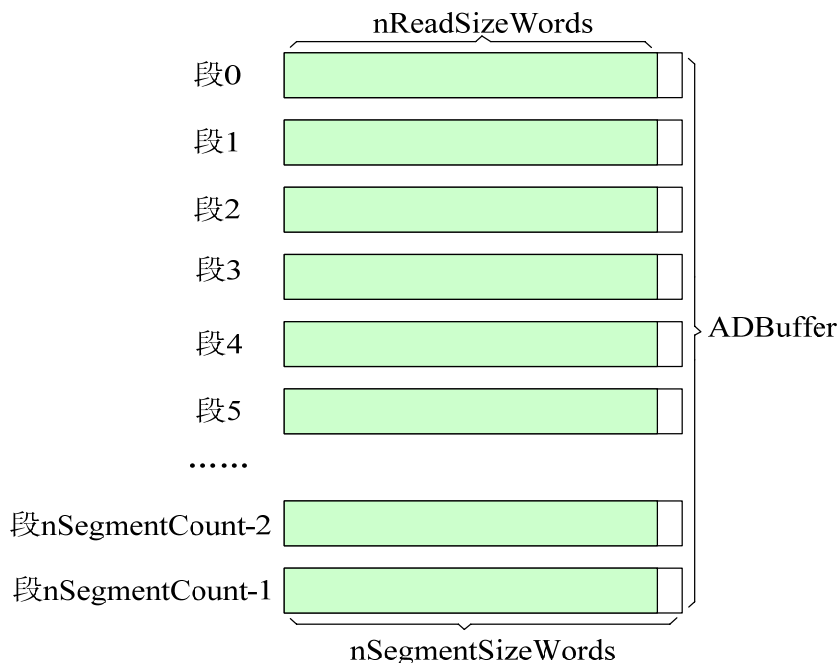 nReadSizeWords
段0
段1
段2
段3
段4
ADBuffer
段5
......
段nSegmentCount-2
段nSegmentCount-1
nSegmentSizeWords